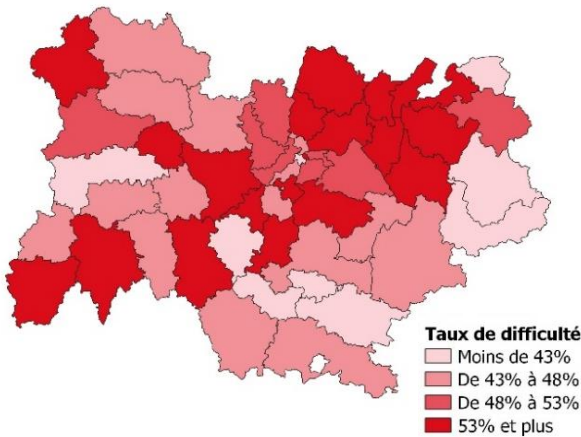 Taux de difficulté
Moins de 43%
De 43% à 48%
De 48% à 53%
53% et plus